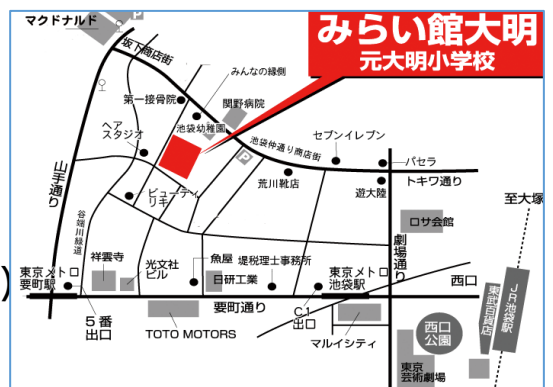 マクドナルド
P
坂下商店街
みらい館大明
元大明小学校
みんなの縁側
第一接骨院
関野病院
池袋幼稚園
ヘア
スタジオ
池袋仲通り商店街
セブンイレブン
P
パセラ
トキワ通り
荒川靴店
遊大陸
山手通り
ビューティ
リキ
至大塚
谷端川緑道
ロサ会館
劇場通り
祥雲寺
光文社
ビル
魚屋
堤税理士事務所
日研工業
東京メトロ
要町駅
東京メトロ
池袋駅
西口
)
5番
出口
要町通り
C1
出口
TOTO MOTORS
マルイシティ
西口
公園
東武百貨店
JR池袋駅
東京
芸術劇場